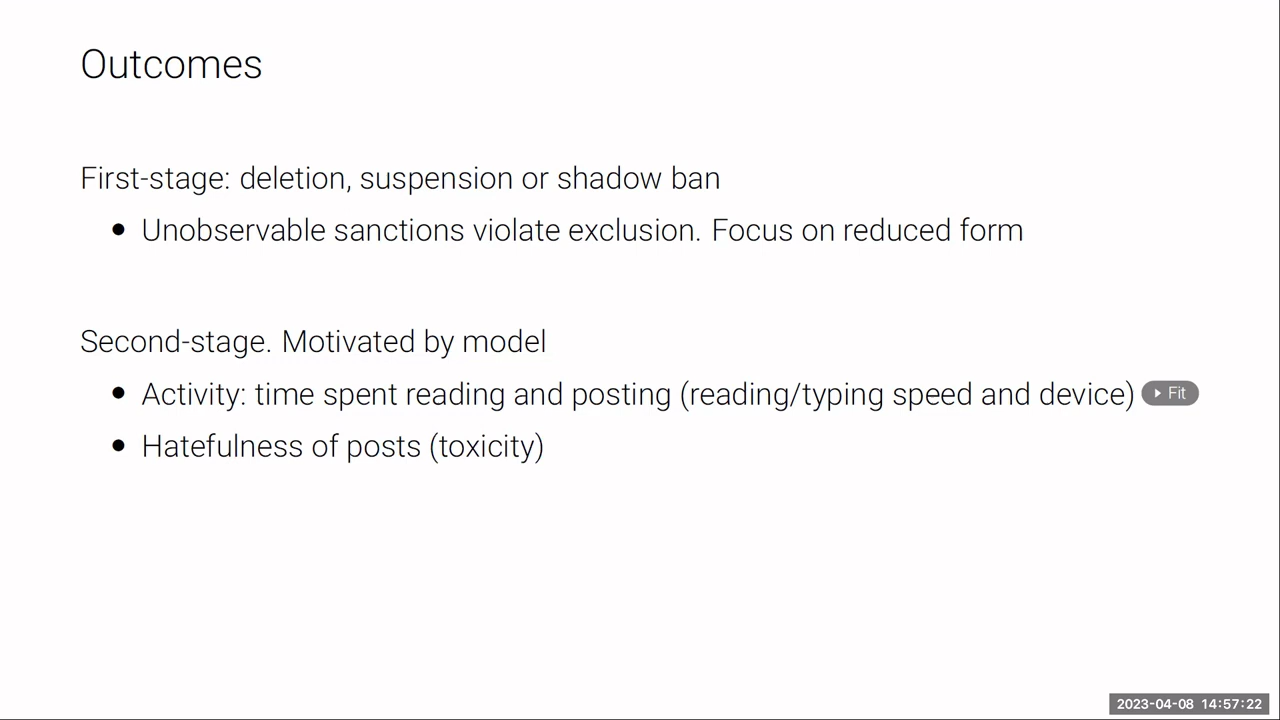 Outcomes
First-stage: deletion, suspension or shadow ban
• Unobservable sanctions violate exclusion. Focus on reduced form
Second-stage. Motivated by model
• Activity: time spent reading and posting (reading/typing speed and device) Fit
• Hatefulness of posts (toxicity)
2023-04-08 14:57:22